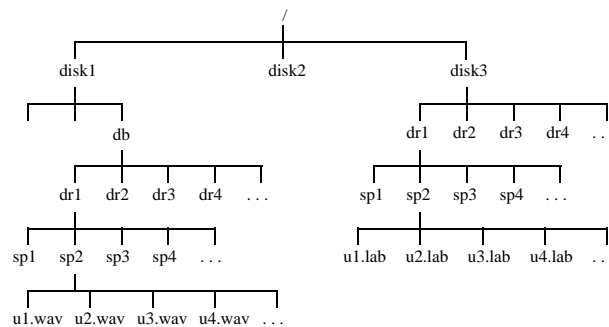 /
disk1 disk2 disk3
db dr1 dr2 dr3 dr4 . .
dr1 dr2 dr3 dr4 . . . sp1 sp2 sp3 sp4 . . .
sp1 sp2 sp3 sp4 . . . u1.lab u2.lab u3.lab u4.lab . .
u1.wav u2.wav u3.wav u4.wav . . .